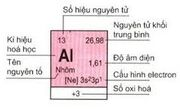 Số hiệu nguyên tử
Nguyên tử khối
trung bình
Kí hiệu
hoá học
Tên
nguyên tố
13 26,98
Al
1,61
Nhôm
[Ne] 3s²3p¹
+3
Độ âm điện
Cấu hình electron
Số oxi hoá